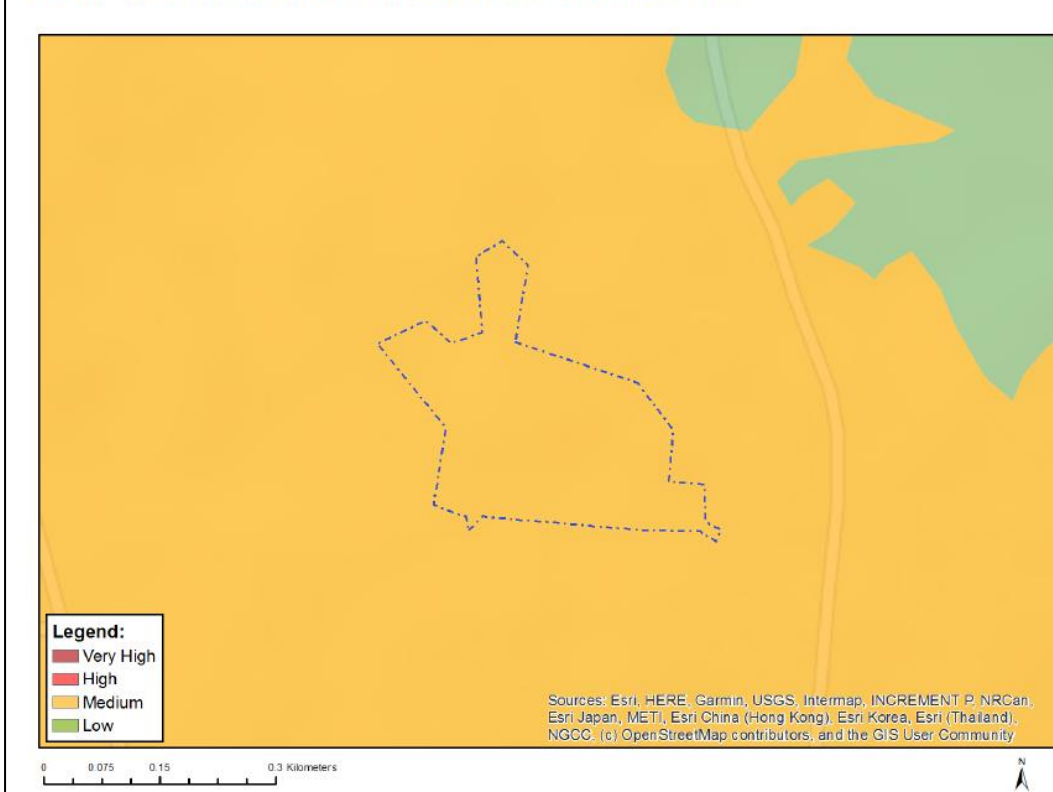 Legend:
Very High
High
Medium
Low
Sources: Esri, HERE, Garmin, USGS, Intermap, INCREMENT P, NRCan,
Esri Japan, METI, Esri China (Hong Kong), Esri Korea, Esri (Thailand),
NGCC, (c) OpenStreetMap contributors, and the GIS User Community
0 0.075 0.15 0.3 Kilometers
N